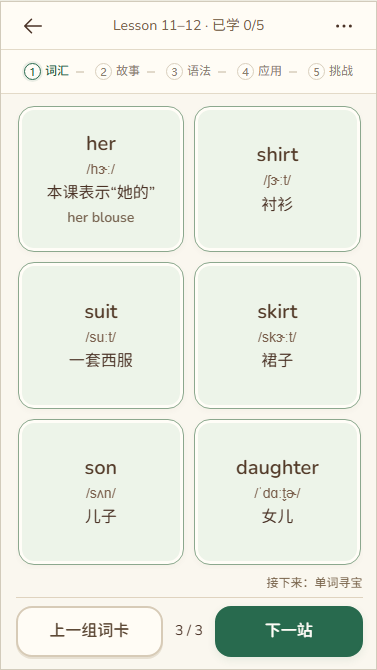 Lesson 11–12 · 已学 0/5
1 词汇 – 2 故事 – 3 语法 – 4 应用 – 5 挑战
her
/hɝː/
本课表示“她的”
her blouse
shirt
/ʃɝːt/
衬衫
suit
/suːt/
一套西服
skirt
/skɝːt/
裙子
son
/sʌn/
儿子
daughter
/ˈdɑːt̬ɚ/
女儿
接下来：单词寻宝
上一组词卡
3 / 3
下一站